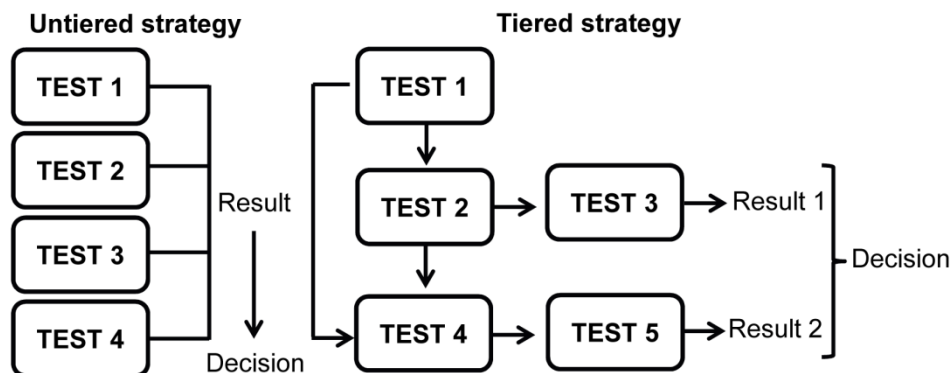 Untiered strategy
TEST 1
TEST 2
TEST 3
TEST 4
Result
Decision
Tiered strategy
TEST 1
TEST 2
TEST 3
Result 1
TEST 4
TEST 5
Result 2
Decision